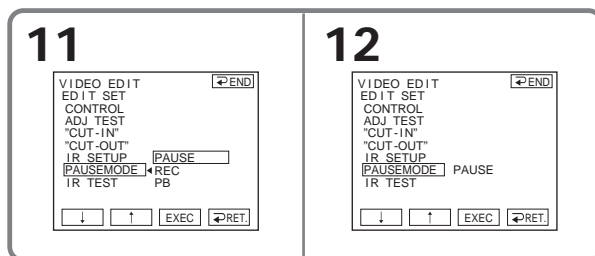 11
VIDEO EDIT ⮌END
EDIT SET
CONTROL
ADJ TEST
"CUT-IN"
"CUT-OUT"
IR SETUP PAUSE
PAUSEMODE ◀REC
IR TEST PB
↓ ↑ EXEC ⮌RET.
12
VIDEO EDIT ⮌END
EDIT SET
CONTROL
ADJ TEST
"CUT-IN"
"CUT-OUT"
IR SETUP
PAUSEMODE PAUSE
IR TEST
↓ ↑ EXEC ⮌RET.